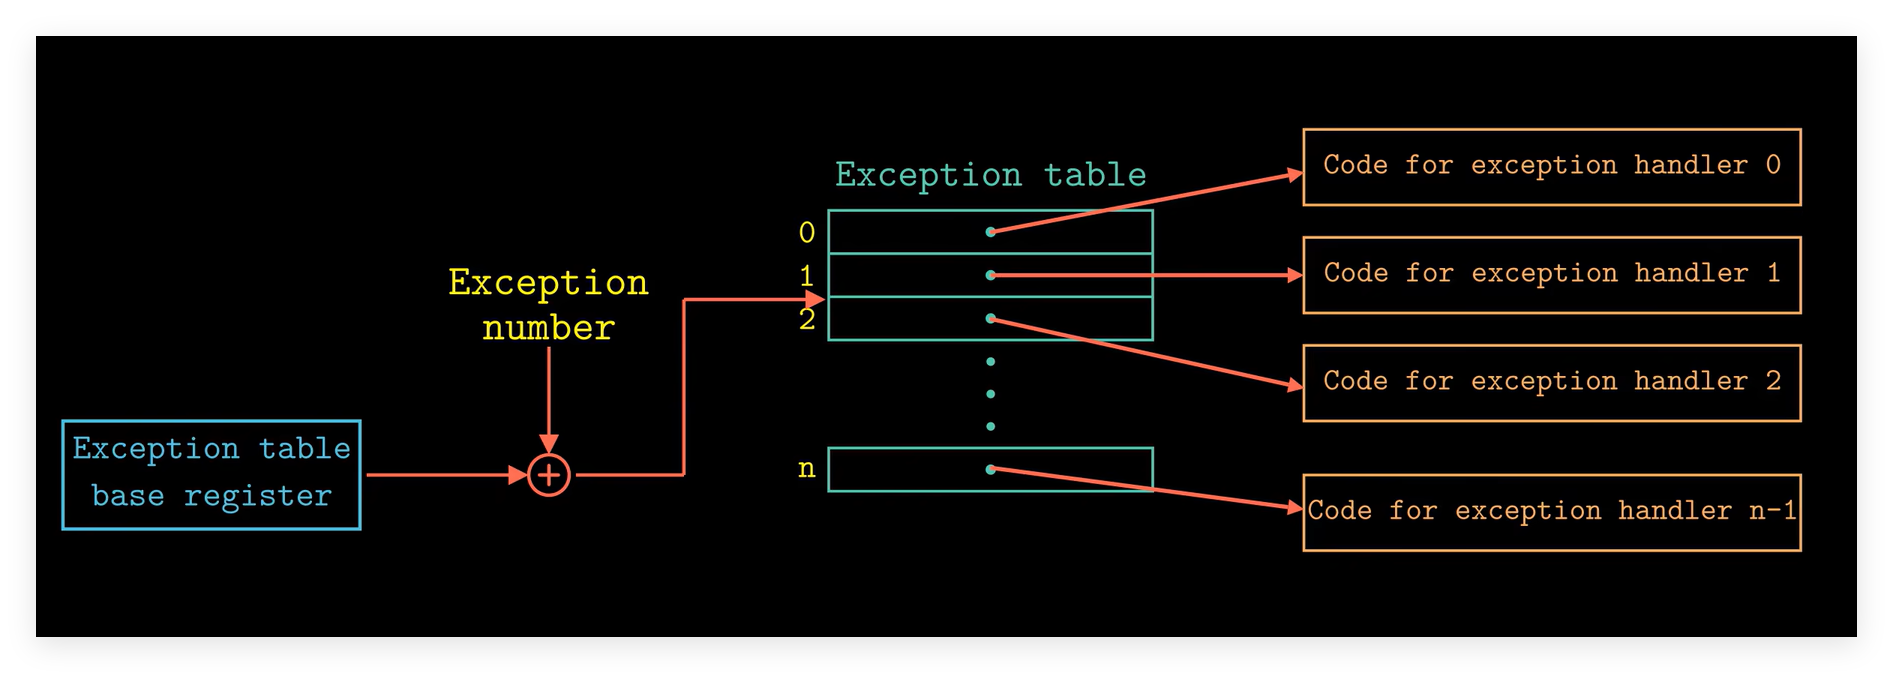 Exception table
base register
Exception
number
Exception table
0
1
2
n
Code for exception handler 0
Code for exception handler 1
Code for exception handler 2
Code for exception handler n-1